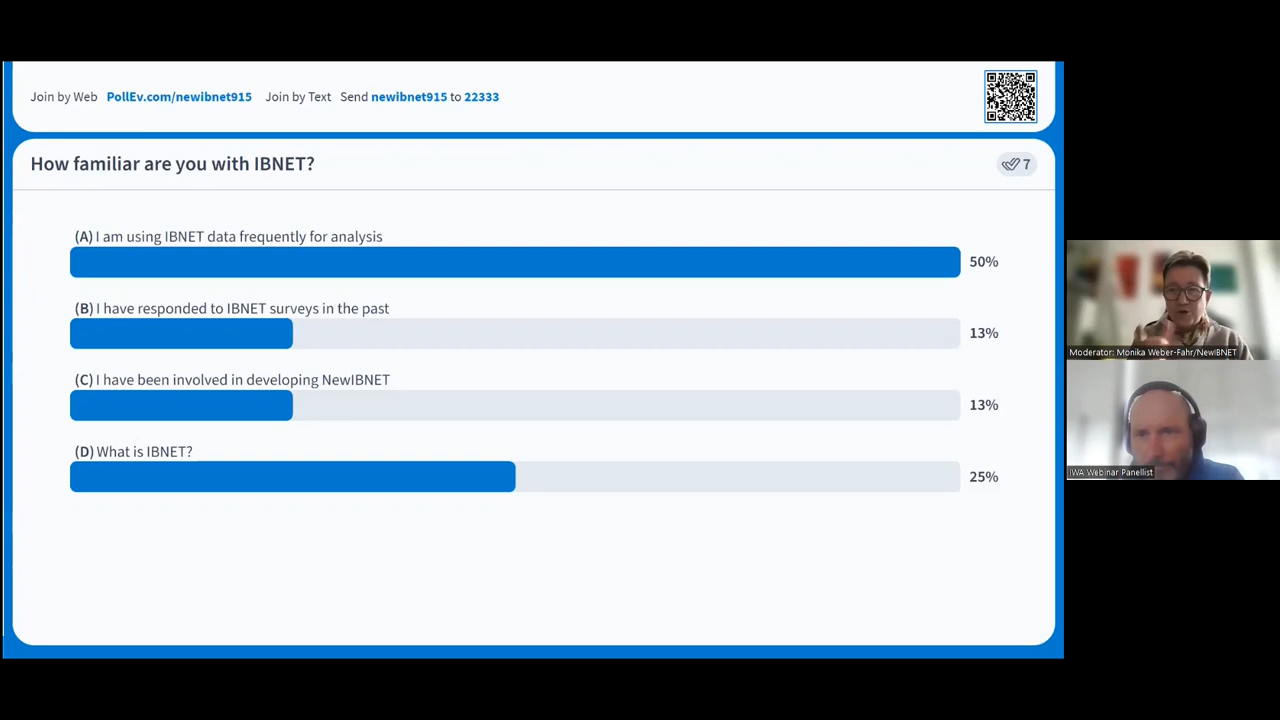 Join by Web PollEv.com/newibnet915 Join by Text Send newibnet915 to 22333
How familiar are you with IBNET?
7
(A) I am using IBNET data frequently for analysis
50%
(B) I have responded to IBNET surveys in the past
13%
(C) I have been involved in developing NewIBNET
13%
(D) What is IBNET?
25%
Moderator: Monika Weber-Fahr/NewIBNET
IWA Webinar Panellist